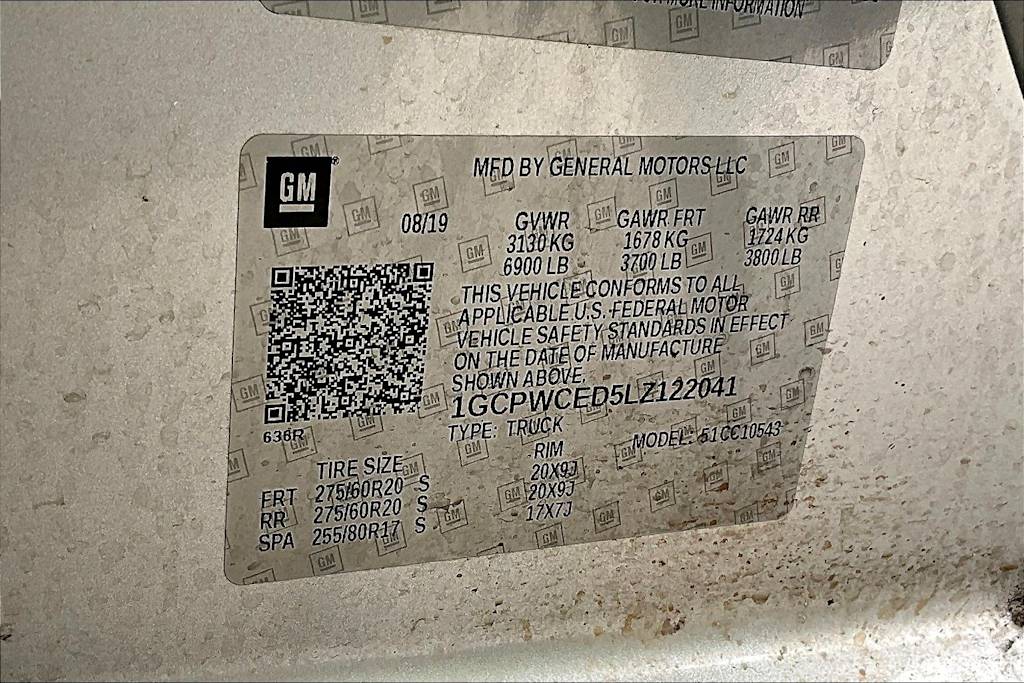 MORE INFORMATION
GM
MFD BY GENERAL MOTORS LLC
08/19 GVWR GAWR FRT GAWR RR
3130 KG 1678 KG 1724 KG
6900 LB 3700 LB 3800 LB
THIS VEHICLE CONFORMS TO ALL
APPLICABLE U.S. FEDERAL MOTOR
VEHICLE SAFETY STANDARDS IN EFFECT
ON THE DATE OF MANUFACTURE
SHOWN ABOVE.
1GCPWCED5LZ122041
636R
TYPE: TRUCK MODEL: 51CC10543
TIRE SIZE RIM
FRT 275/60R20 S 20X9J
RR 275/60R20 S 20X9J
SPA 255/80R17 S 17X7J